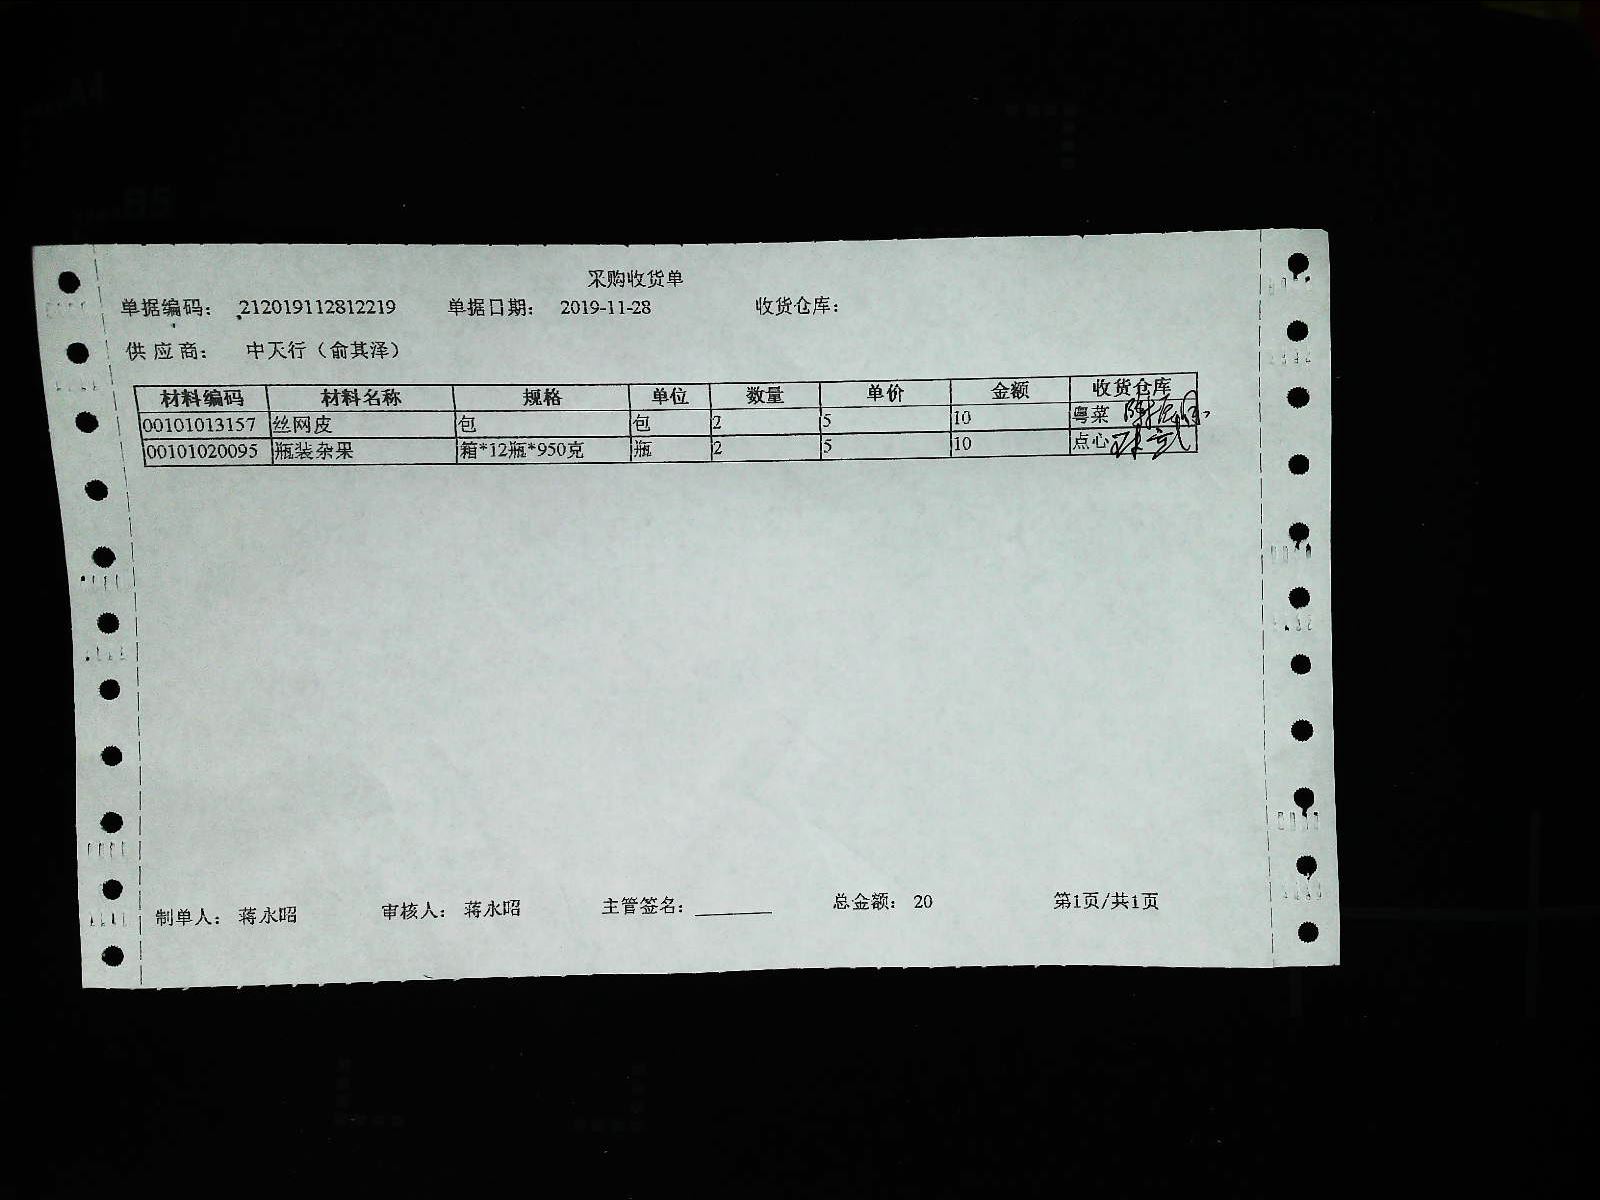 采购收货单
单据编码: 212019112812219 单据日期: 2019-11-28 收货仓库:
供应商: 中天行（俞其泽）
材料编码 材料名称 规格 单位 数量 单价 金额 收货仓库
00101013157 丝网皮 包 包 2 5 10 粤菜
00101020095 瓶装杂果 箱*12瓶*950克 瓶 2 5 10 点心
制单人: 蒋永昭 审核人: 蒋永昭 主管签名: 总金额: 20 第1页/共1页